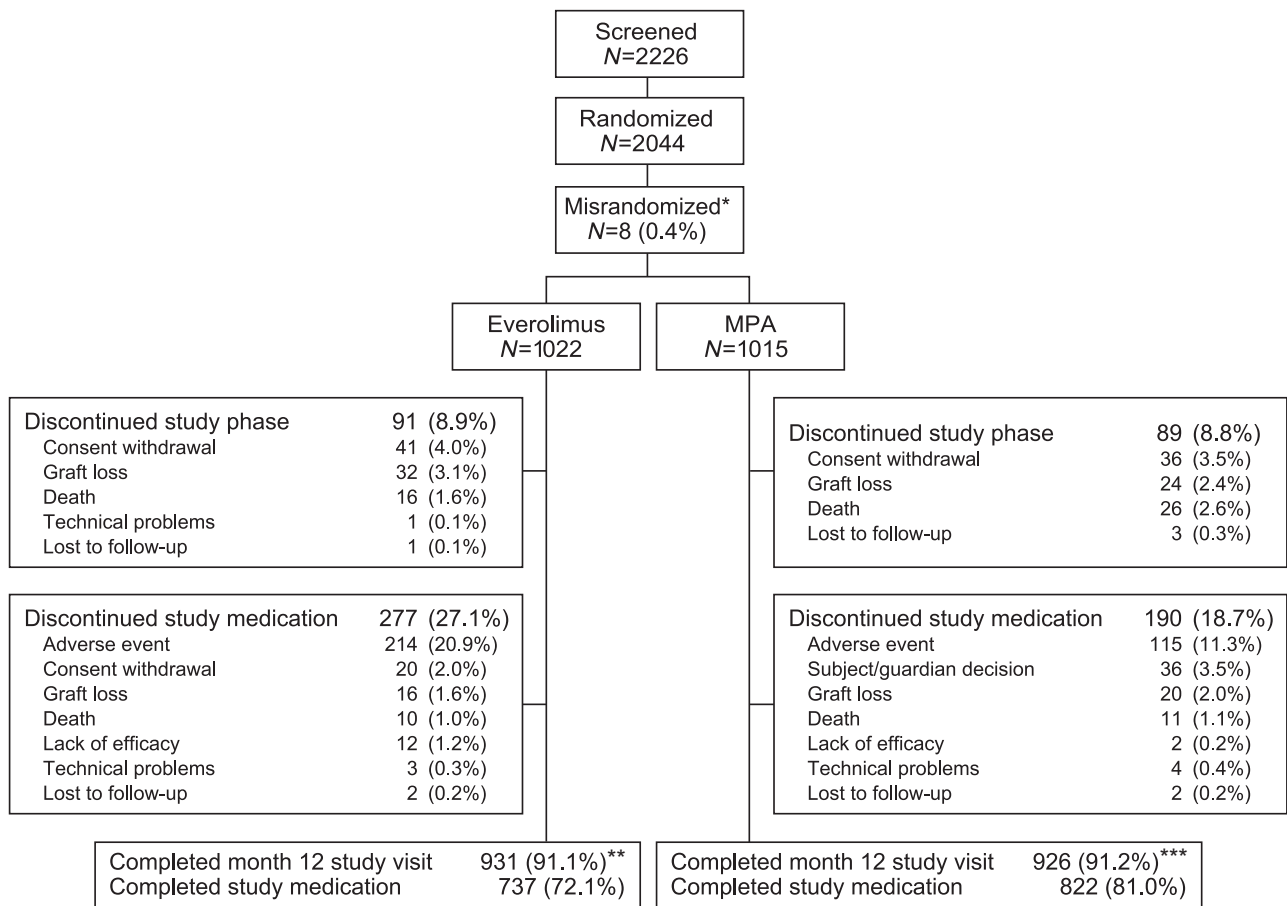 Screened
N=2226
Randomized
N=2044
Misrandomized*
N=8 (0.4%)
Everolimus
N=1022
MPA
N=1015
Discontinued study phase 91 (8.9%)
Consent withdrawal 41 (4.0%)
Graft loss 32 (3.1%)
Death 16 (1.6%)
Technical problems 1 (0.1%)
Lost to follow-up 1 (0.1%)
Discontinued study phase 89 (8.8%)
Consent withdrawal 36 (3.5%)
Graft loss 24 (2.4%)
Death 26 (2.6%)
Lost to follow-up 3 (0.3%)
Discontinued study medication 277 (27.1%)
Adverse event 214 (20.9%)
Consent withdrawal 20 (2.0%)
Graft loss 16 (1.6%)
Death 10 (1.0%)
Lack of efficacy 12 (1.2%)
Technical problems 3 (0.3%)
Lost to follow-up 2 (0.2%)
Discontinued study medication 190 (18.7%)
Adverse event 115 (11.3%)
Subject/guardian decision 36 (3.5%)
Graft loss 20 (2.0%)
Death 11 (1.1%)
Lack of efficacy 2 (0.2%)
Technical problems 4 (0.4%)
Lost to follow-up 2 (0.2%)
Completed month 12 study visit 931 (91.1%)**
Completed study medication 737 (72.1%)
Completed month 12 study visit 926 (91.2%)***
Completed study medication 822 (81.0%)